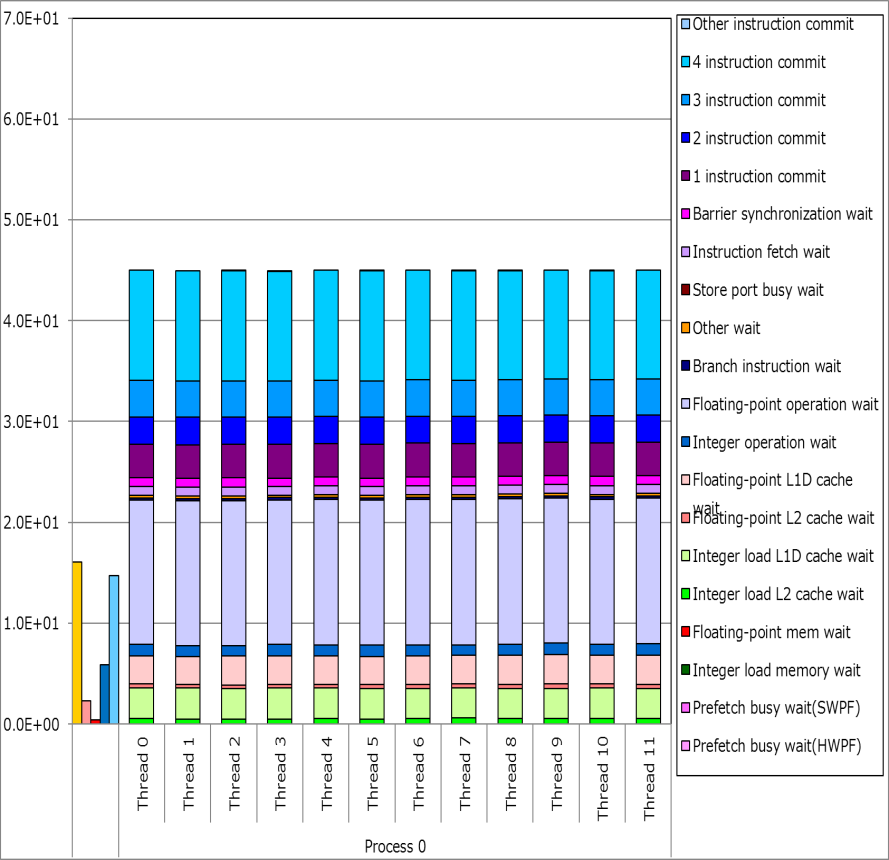 7.0E+01
6.0E+01
5.0E+01
4.0E+01
3.0E+01
2.0E+01
1.0E+01
0.0E+00
Thread 0
Thread 1
Thread 2
Thread 3
Thread 4
Thread 5
Thread 6
Thread 7
Thread 8
Thread 9
Thread 10
Thread 11
Process 0
Other instruction commit
4 instruction commit
3 instruction commit
2 instruction commit
1 instruction commit
Barrier synchronization wait
Instruction fetch wait
Store port busy wait
Other wait
Branch instruction wait
Floating-point operation wait
Integer operation wait
Floating-point L1D cache
wait
Floating-point L2 cache wait
Integer load L1D cache wait
Integer load L2 cache wait
Floating-point mem wait
Integer load memory wait
Prefetch busy wait(SWPF)
Prefetch busy wait(HWPF)